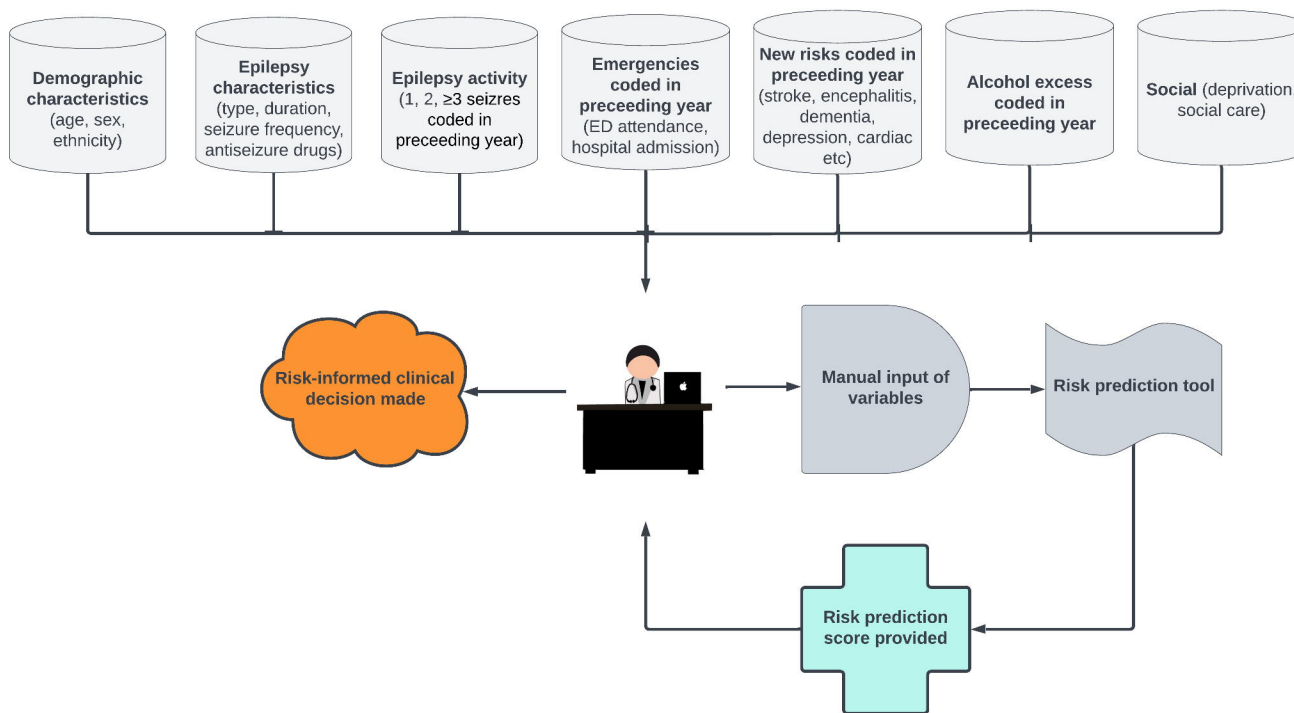 Demographic
characteristics
(age, sex,
ethnicity)
Epilepsy
characteristics
(type, duration,
seizure frequency,
antiseizure drugs)
Epilepsy activity
(1, 2, ≥3 seizres
coded in
preceeding year)
Emergencies
coded in
preceeding year
(ED attendance,
hospital admission)
New risks coded in
preceeding year
(stroke, encephalitis,
dementia,
depression, cardiac
etc)
Alcohol excess
coded in
preceeding year
Social (deprivation
social care)
Risk-informed clinical
decision made
Manual input of
variables
Risk prediction tool
Risk prediction
score provided